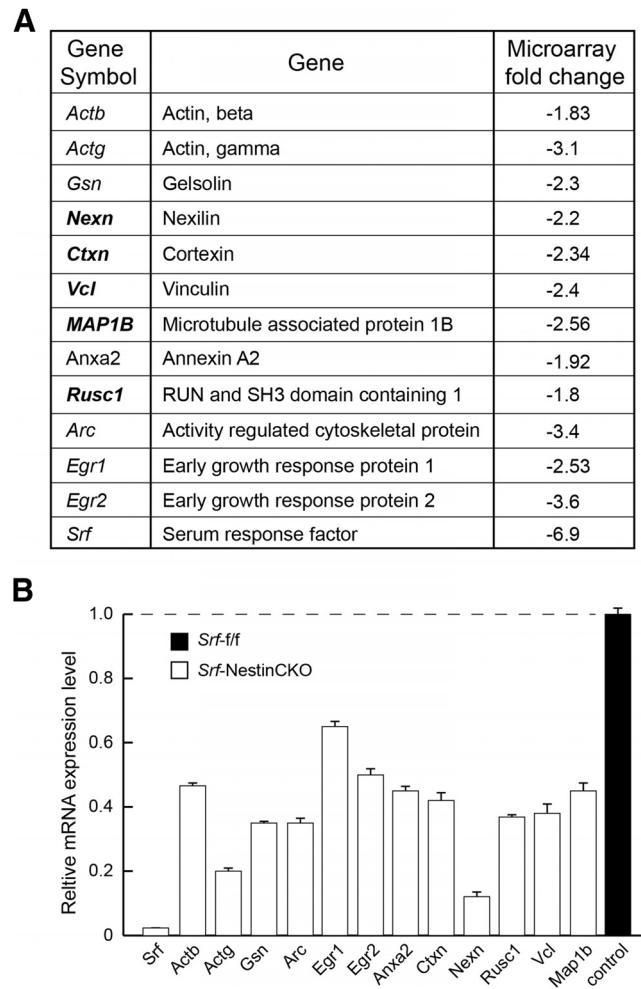 A
Gene Symbol Gene Microarray fold change
Actb Actin, beta -1.83
Actg Actin, gamma -3.1
Gsn Gelsolin -2.3
Nexn Nexilin -2.2
Ctxn Cortexin -2.34
Vcl Vinculin -2.4
MAP1B Microtubule associated protein 1B -2.56
Anxa2 Annexin A2 -1.92
Rusc1 RUN and SH3 domain containing 1 -1.8
Arc Activity regulated cytoskeletal protein -3.4
Egr1 Early growth response protein 1 -2.53
Egr2 Early growth response protein 2 -3.6
Srf Serum response factor -6.9
B
Reltive mRNA expression level
1.0
0.8
0.6
0.4
0.2
0
Srf-f/f
Srf-NestinCKO
Srf Actb Actg Gsn Arc Egr1 Egr2 Anxa2 Ctxn Nexn Rusc1 Vcl Map1b control